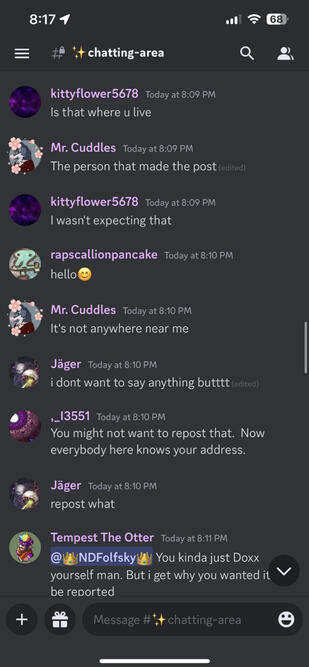 8:17
68
# ✨chatting-area
kittyflower5678 Today at 8:09 PM
Is that where u live
Mr. Cuddles Today at 8:09 PM
The person that made the post (edited)
kittyflower5678 Today at 8:09 PM
I wasn't expecting that
rapscallionpancake Today at 8:10 PM
hello😊
Mr. Cuddles Today at 8:10 PM
It's not anywhere near me
Jäger Today at 8:10 PM
i dont want to say anything butttt (edited)
,_I3551 Today at 8:10 PM
You might not want to repost that. Now
everybody here knows your address.
Jäger Today at 8:10 PM
repost what
Tempest The Otter Today at 8:11 PM
@👑NDFolfsky👑 You kinda just Doxx
yourself man. But i get why you wanted it
be reported
Message #✨chatting-area